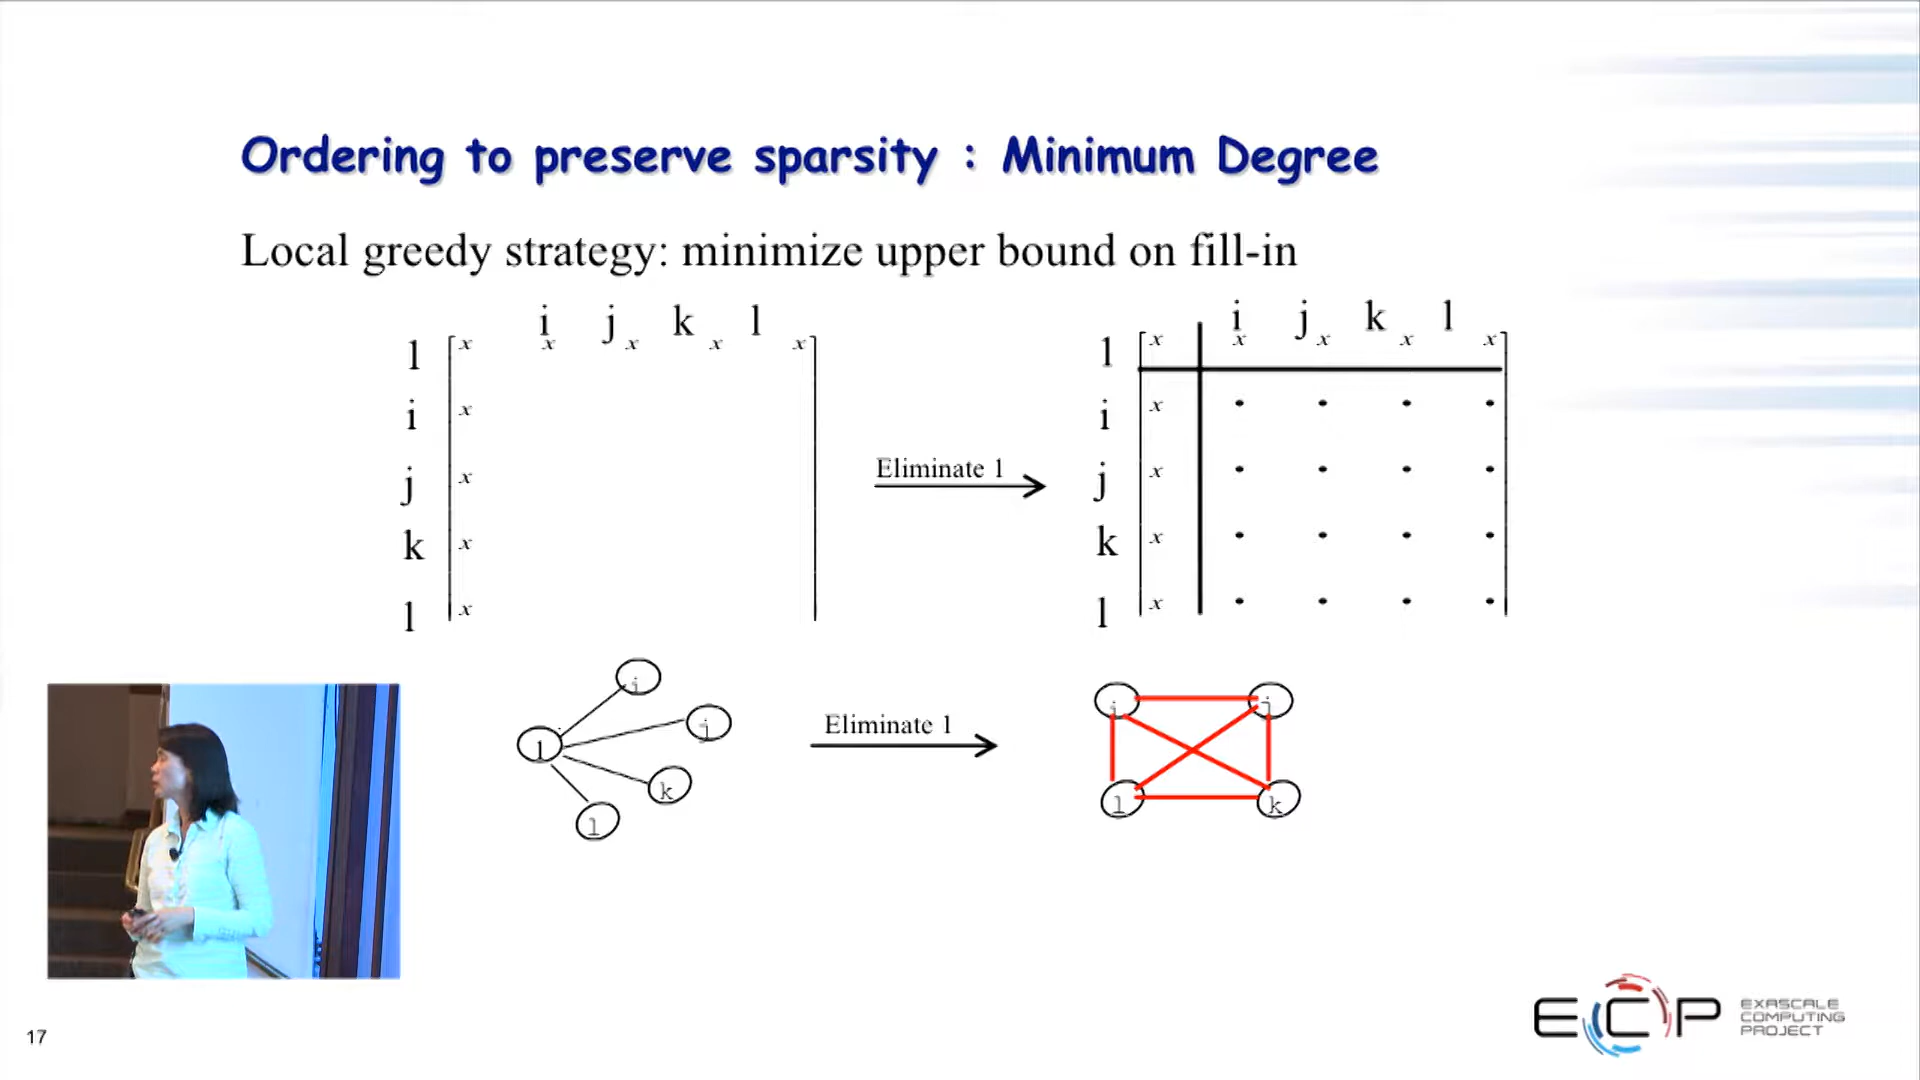 Ordering to preserve sparsity : Minimum Degree
Local greedy strategy: minimize upper bound on fill-in
i j k l
1 x x x x x
i x
j x
k x
l x
Eliminate 1
i j k l
1 x x x x x
i x
j x
k x
l x
i
j
1
k
l
Eliminate 1
i j
l k
ECP EXASCALE
COMPUTING
PROJECT
17